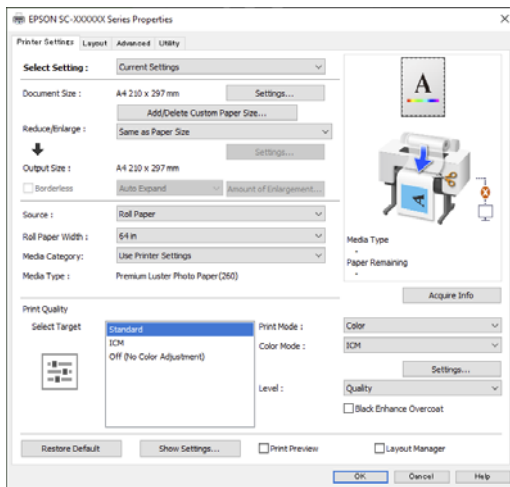 EPSON SC-XXXXXX Series Properties
Printer Settings Layout Advanced Utility
Select Setting : Current Settings
Document Size : A4 210 x 297 mm Settings...
Add/Delete Custom Paper Size...
Reduce/Enlarge : Same as Paper Size
Settings...
Output Size : A4 210 x 297 mm
Borderless Auto Expand Amount of Enlargement...
Source : Roll Paper
Roll Paper Width : 64 in
Media Category: Use Printer Settings
Media Type : Premium Luster Photo Paper(260)
A
A
Media Type
-
Paper Remaining
-
Acquire Info
Print Quality
Select Target
Standard
ICM
Off (No Color Adjustment)
Print Mode : Color
Color Mode : ICM
Settings...
Level : Quality
Black Enhance Overcoat
Restore Default Show Settings... Print Preview Layout Manager
OK Cancel Help